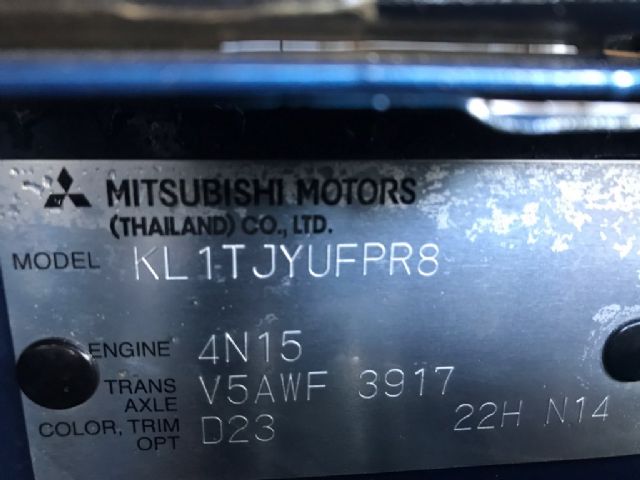 MITSUBISHI MOTORS
(THAILAND) CO., LTD.
MODEL KL1TJYUFPR8
ENGINE 4N15
TRANS AXLE V5AWF 3917
COLOR, TRIM OPT D23 22H N14